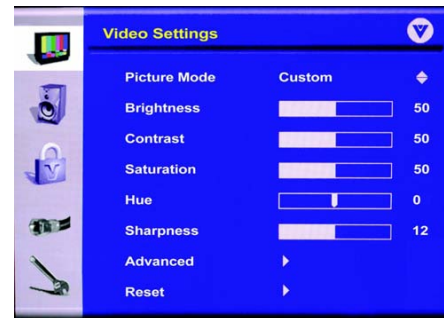 Video Settings
V
Picture Mode Custom
Brightness 50
Contrast 50
Saturation 50
Hue 0
Sharpness 12
Advanced
Reset